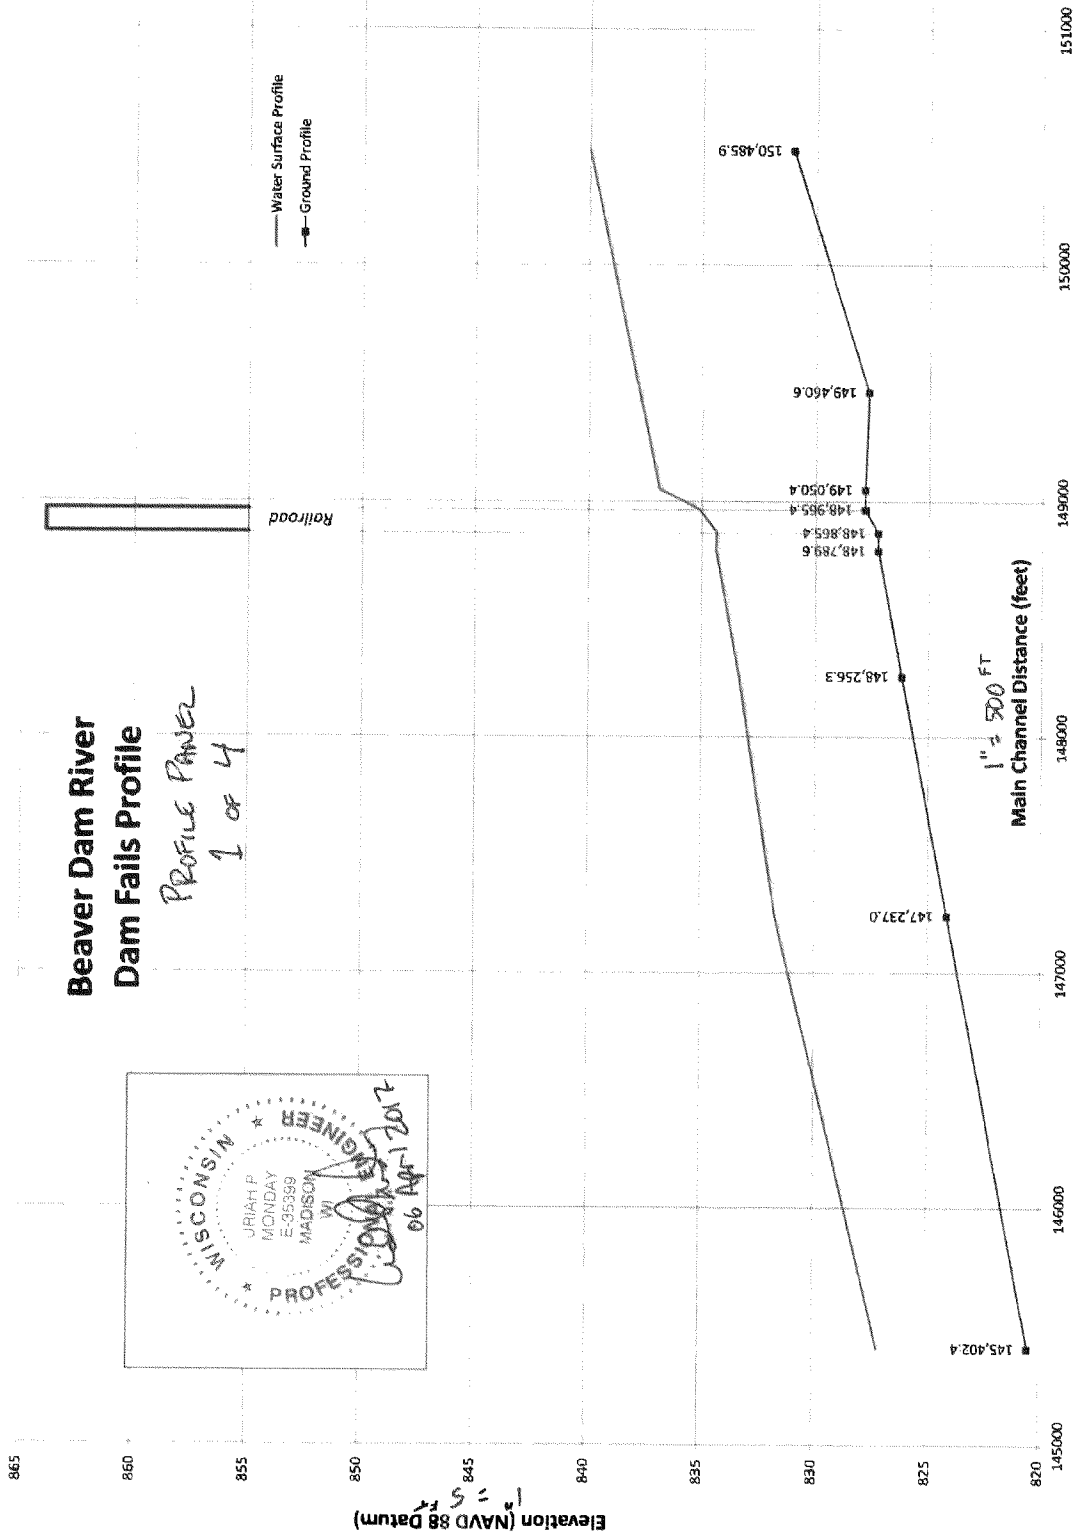 Beaver Dam River
Dam Fails Profile
PROFILE PANEL
1 OF 4
Water Surface Profile
Ground Profile
Railroad
WISCONSIN
PROFESSIONAL ENGINEER
URIAH P
MONDAY
E-35399
MADISON
WI
06 April 2012
Elevation (NAVD 88 Datum)
1" = 5 FT
865
860
855
850
845
840
835
830
825
820
145,402.4
147,237.0
148,256.3
148,789.6
148,865.4
148,965.4
149,050.4
149,460.6
150,485.9
145000
146000
147000
148000
149000
150000
151000
1" = 500 FT
Main Channel Distance (feet)